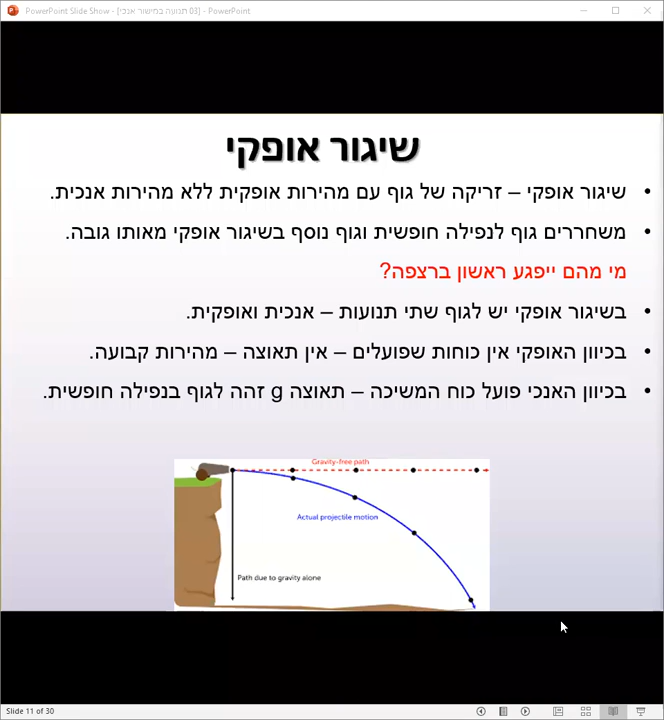 PowerPoint Slide Show - [03 תנועה במישור אנכי] - PowerPoint
שיגור אופקי
• שיגור אופקי – זריקה של גוף עם מהירות אופקית ללא מהירות אנכית.
• משחררים גוף לנפילה חופשית וגוף נוסף בשיגור אופקי מאותו גובה.
מי מהם ייפגע ראשון ברצפה?
• בשיגור אופקי יש לגוף שתי תנועות – אנכית ואופקית.
• בכיוון האופקי אין כוחות שפועלים – אין תאוצה – מהירות קבועה.
• בכיוון האנכי פועל כוח המשיכה – תאוצה g זהה לגוף בנפילה חופשית.
Gravity-free path
Actual projectile motion
Path due to gravity alone
Slide 11 of 30